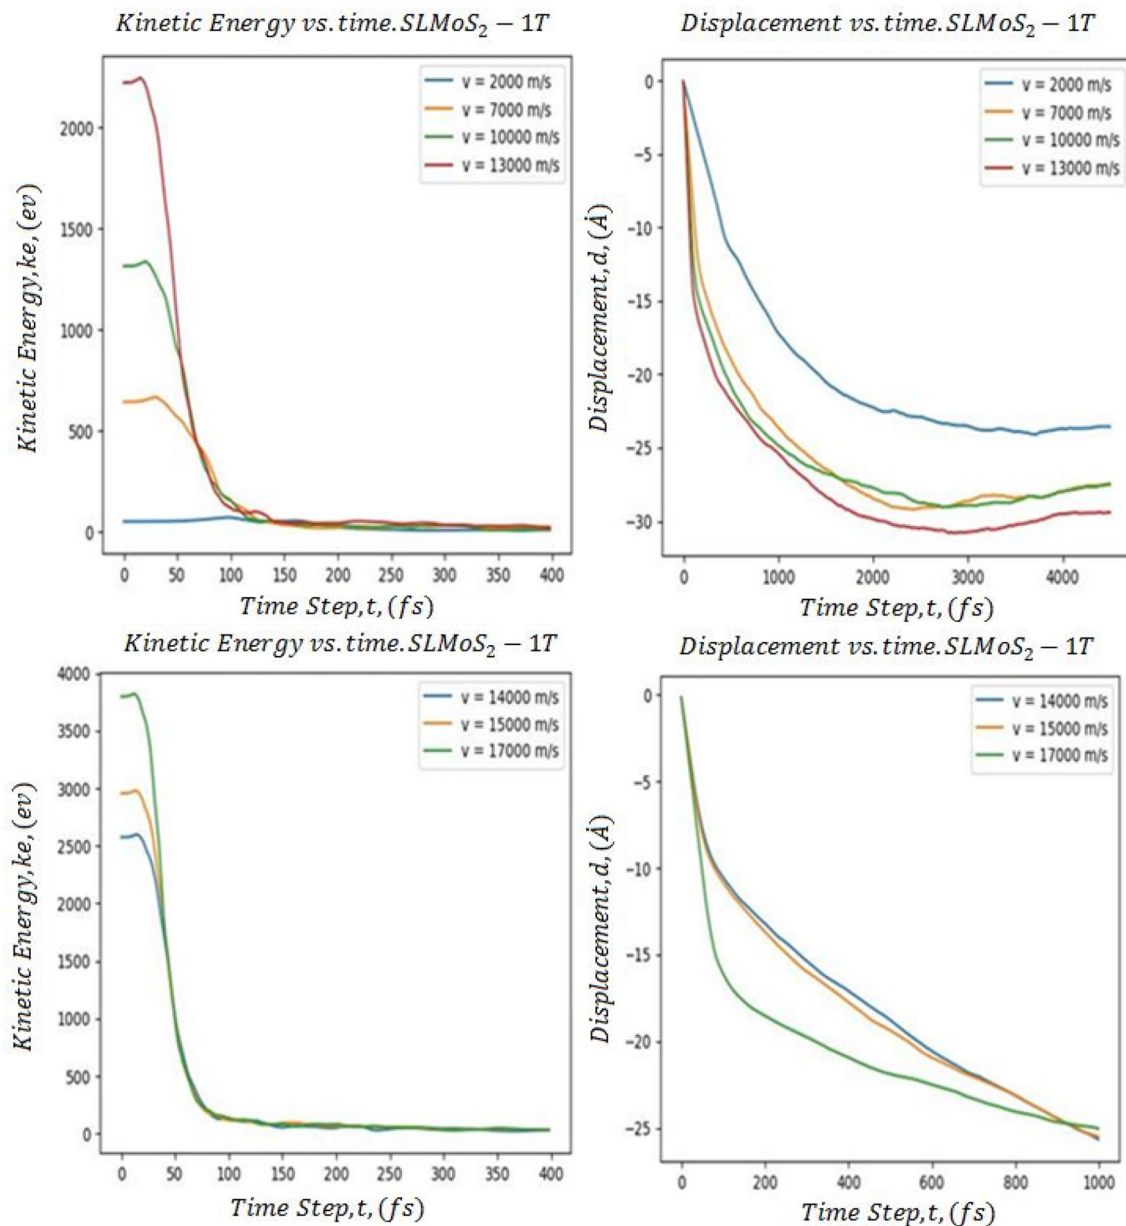 Kinetic Energy vs.time.SLMoS₂ − 1T
2000
1500
1000
500
0
0 50 100 150 200 250 300 350 400
v = 2000 m/s
v = 7000 m/s
v = 10000 m/s
v = 13000 m/s
Kinetic Energy,ke,(ev)
Time Step,t,(fs)
Displacement vs.time.SLMoS₂ − 1T
0
−5
−10
−15
−20
−25
−30
0 1000 2000 3000 4000
v = 2000 m/s
v = 7000 m/s
v = 10000 m/s
v = 13000 m/s
Displacement,d,(Å)
Time Step,t,(fs)
Kinetic Energy vs.time.SLMoS₂ − 1T
4000
3500
3000
2500
2000
1500
1000
500
0
0 50 100 150 200 250 300 350 400
v = 14000 m/s
v = 15000 m/s
v = 17000 m/s
Kinetic Energy,ke,(ev)
Time Step,t,(fs)
Displacement vs.time.SLMoS₂ − 1T
0
−5
−10
−15
−20
−25
0 200 400 600 800 1000
v = 14000 m/s
v = 15000 m/s
v = 17000 m/s
Displacement,d,(Å)
Time Step,t,(fs)